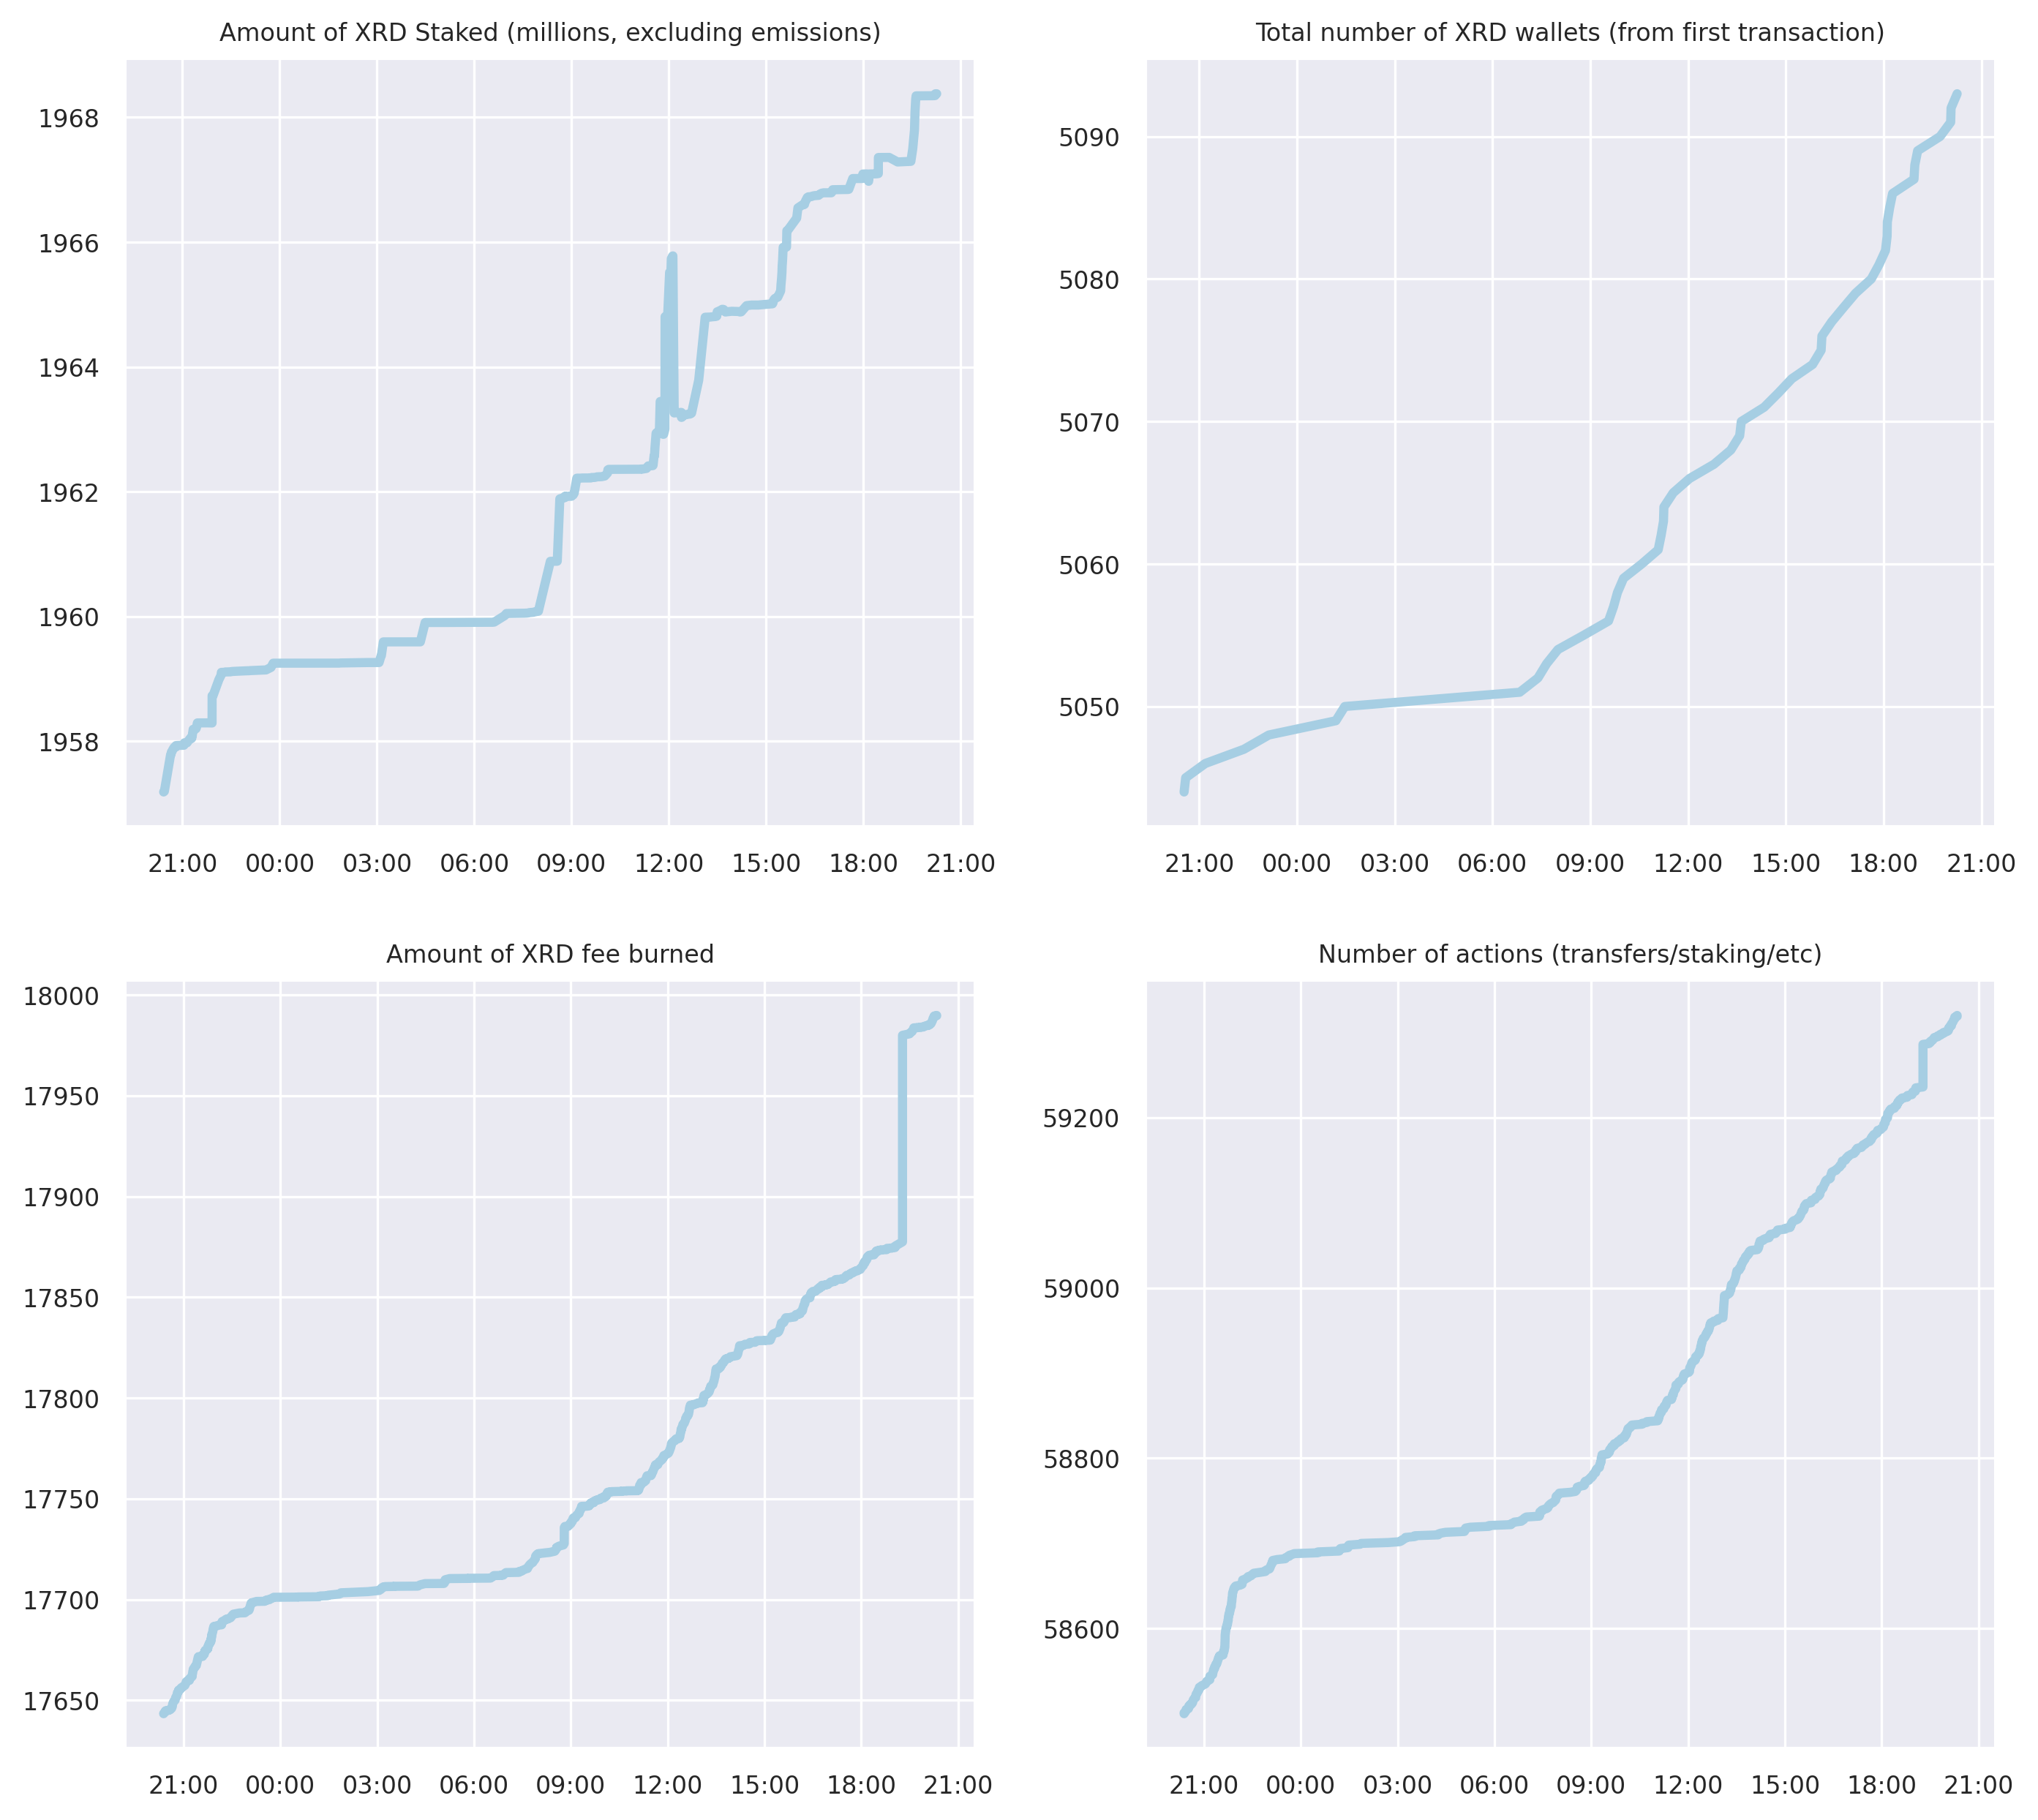 Amount of XRD Staked (millions, excluding emissions)
1968
1966
1964
1962
1960
1958
21:00 00:00 03:00 06:00 09:00 12:00 15:00 18:00 21:00
Total number of XRD wallets (from first transaction)
5090
5080
5070
5060
5050
21:00 00:00 03:00 06:00 09:00 12:00 15:00 18:00 21:00
Amount of XRD fee burned
18000
17950
17900
17850
17800
17750
17700
17650
21:00 00:00 03:00 06:00 09:00 12:00 15:00 18:00 21:00
Number of actions (transfers/staking/etc)
59200
59000
58800
58600
21:00 00:00 03:00 06:00 09:00 12:00 15:00 18:00 21:00